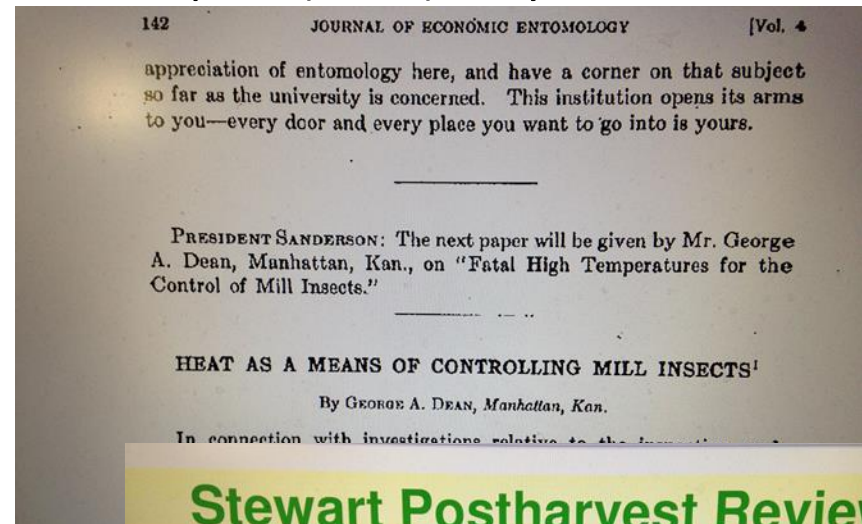 142 JOURNAL OF ECONOMIC ENTOMOLOGY [Vol. 4
appreciation of entomology here, and have a corner on that subject
so far as the university is concerned. This institution opens its arms
to you—every door and every place you want to go into is yours.
PRESIDENT SANDERSON: The next paper will be given by Mr. George
A. Dean, Manhattan, Kan., on "Fatal High Temperatures for the
Control of Mill Insects."
HEAT AS A MEANS OF CONTROLLING MILL INSECTS¹
By GEORGE A. DEAN, Manhattan, Kan.
In connection with investigations relative to the
Stewart Postharvest Revie